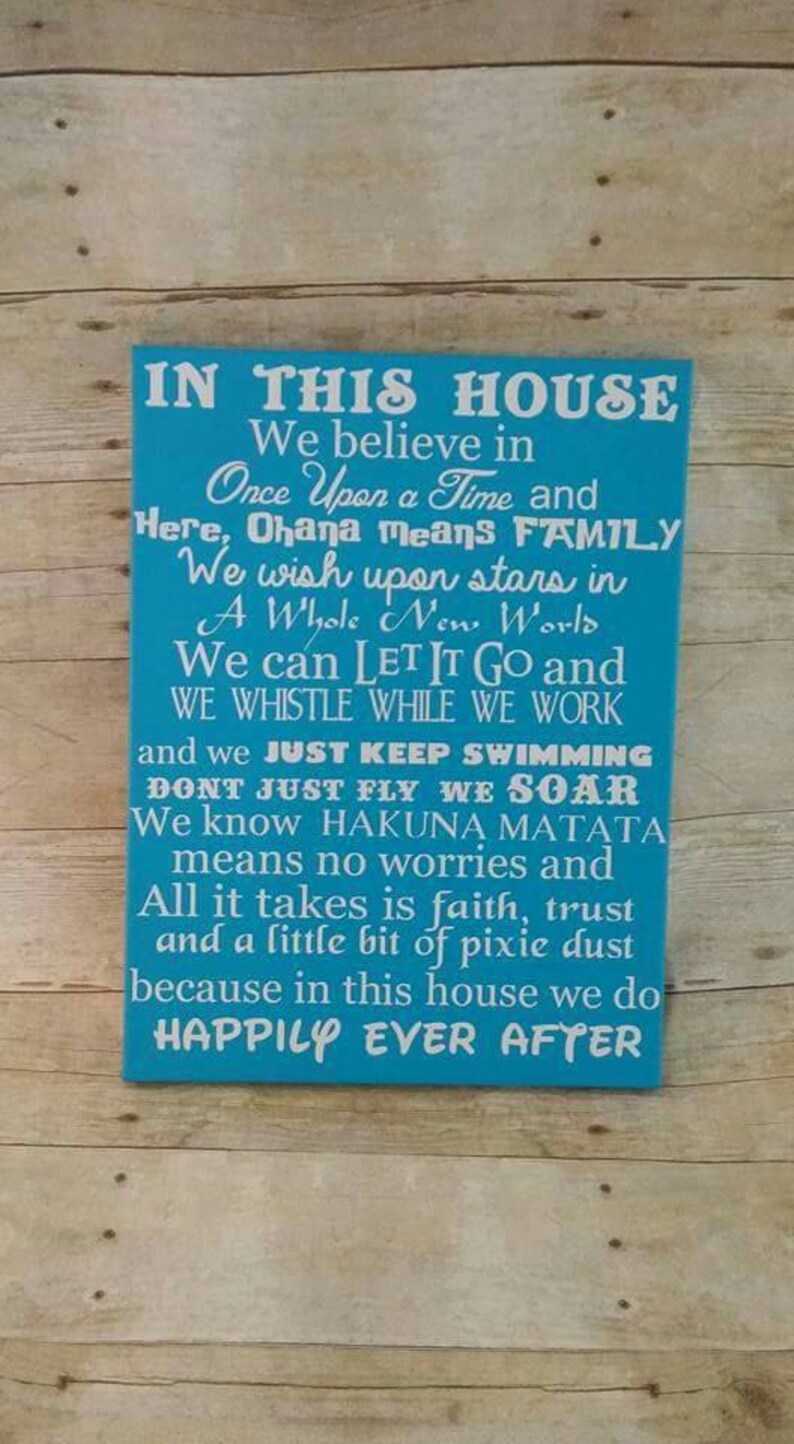 IN THIS HOUSE
We believe in
Once Upon a Time and
Here, Ohana means FAMILY
We wish upon stars in
A Whole New World
We can LET IT GO and
WE WHISTLE WHILE WE WORK
and we JUST KEEP SWIMMING
DONT JUST FLY WE SOAR
We know HAKUNA MATATA
means no worries and
All it takes is faith, trust
and a little bit of pixie dust
because in this house we do
HAPPILY EVER AFTER